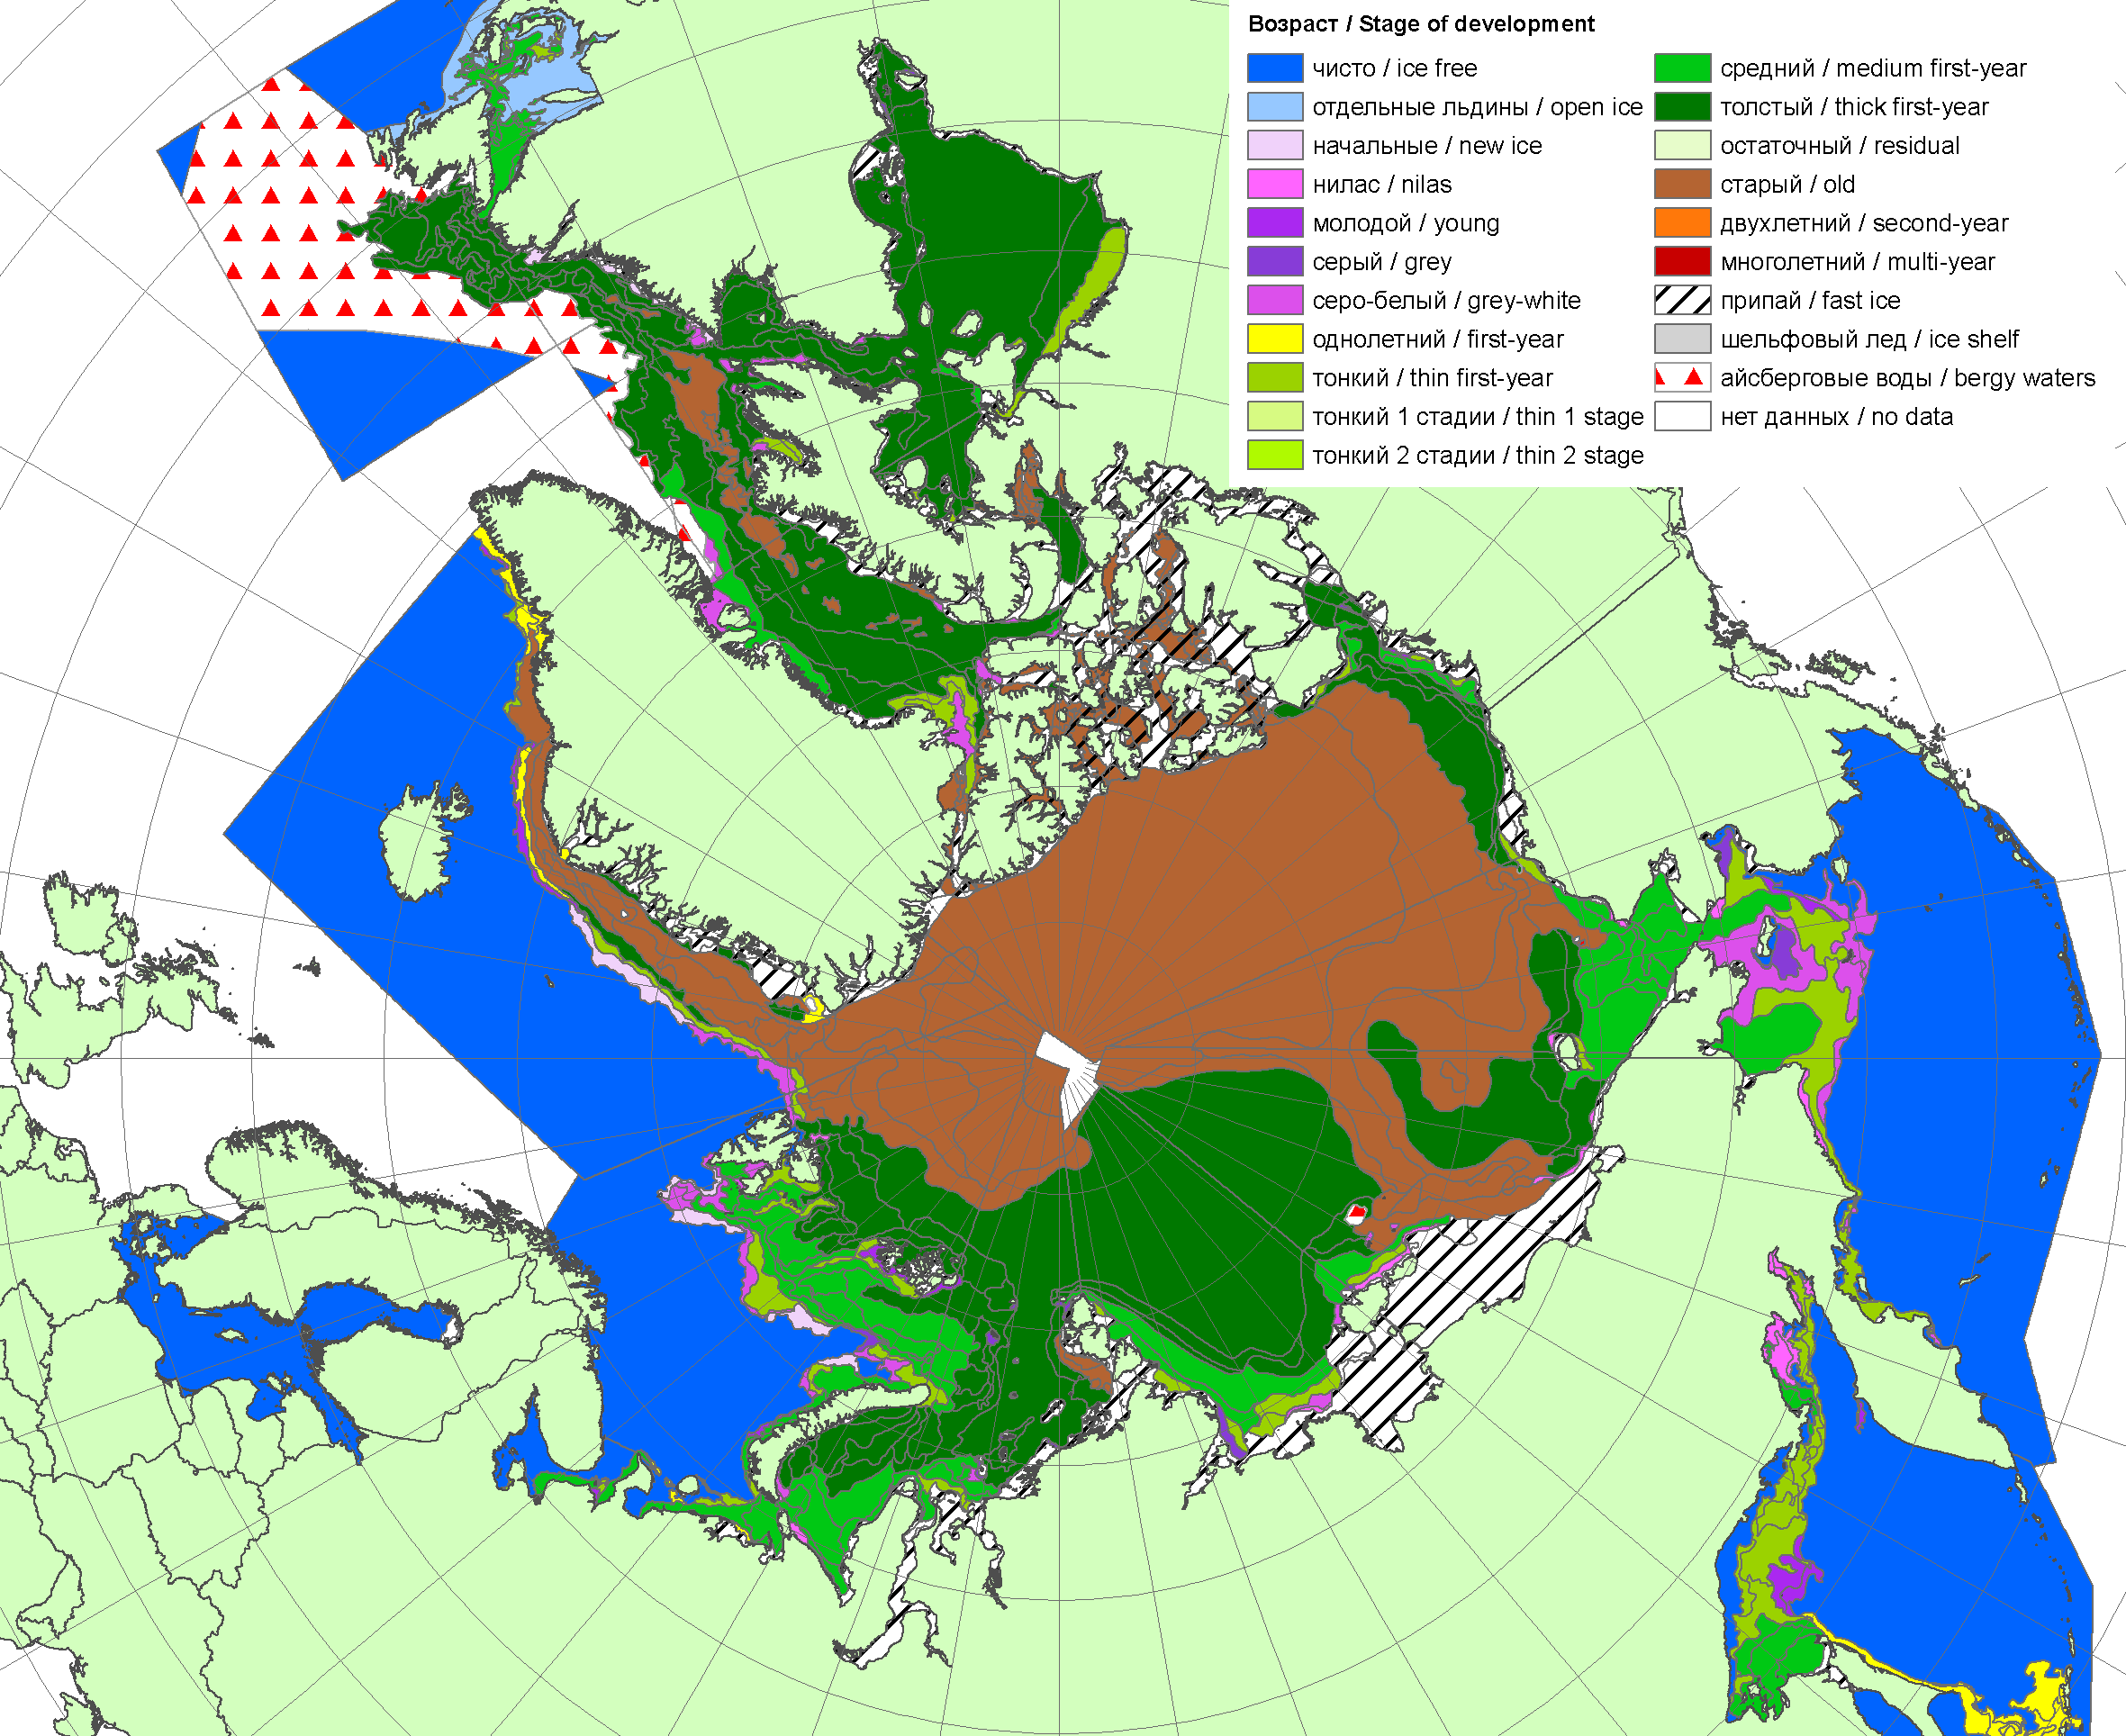 Возраст / Stage of development
чисто / ice free
отдельные льдины / open ice
начальные / new ice
нилас / nilas
молодой / young
серый / grey
серо-белый / grey-white
однолетний / first-year
тонкий / thin first-year
тонкий 1 стадии / thin 1 stage
тонкий 2 стадии / thin 2 stage
средний / medium first-year
толстый / thick first-year
остаточный / residual
старый / old
двухлетний / second-year
многолетний / multi-year
припай / fast ice
шельфовый лед / ice shelf
айсберговые воды / bergy waters
нет данных / no data